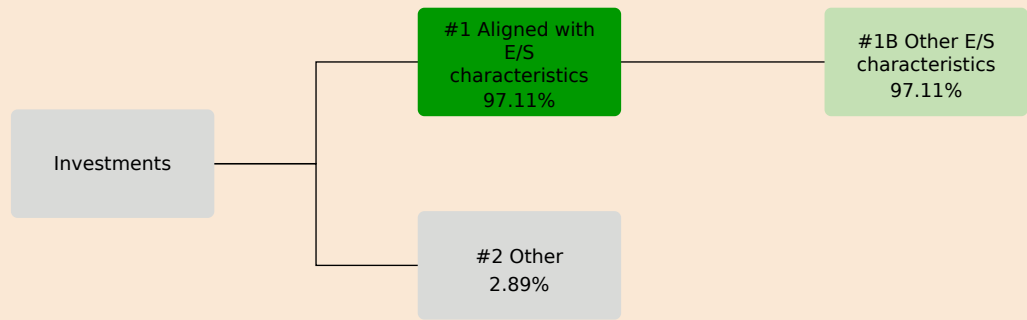 #1 Aligned with
E/S
characteristics
97.11%
#1B Other E/S
characteristics
97.11%
Investments
#2 Other
2.89%